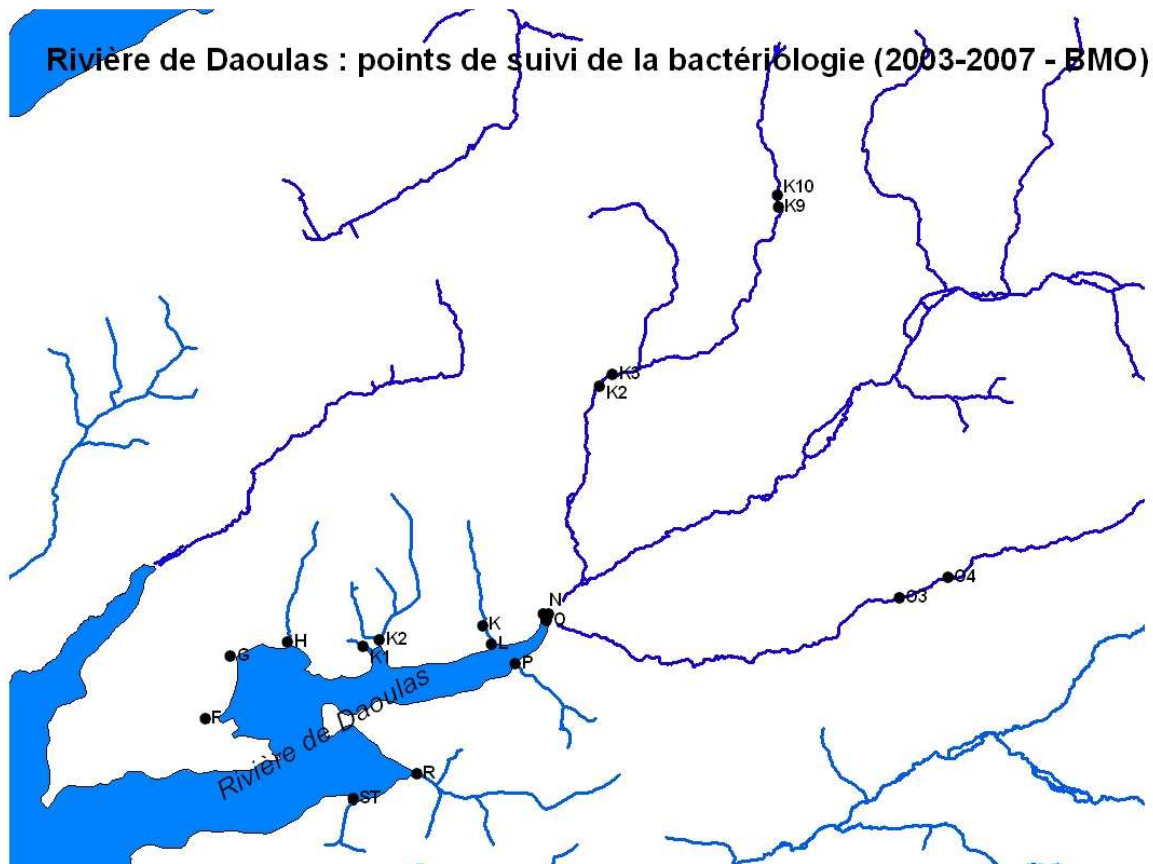 Rivière de Daoulas : points de suivi de la bactériologie (2003-2007 - BMO)
K10
K9
K3
K2
O4
O3
N
O
K
L
H
K2
K1
G
P
F
Rivière de Daoulas
R
ST